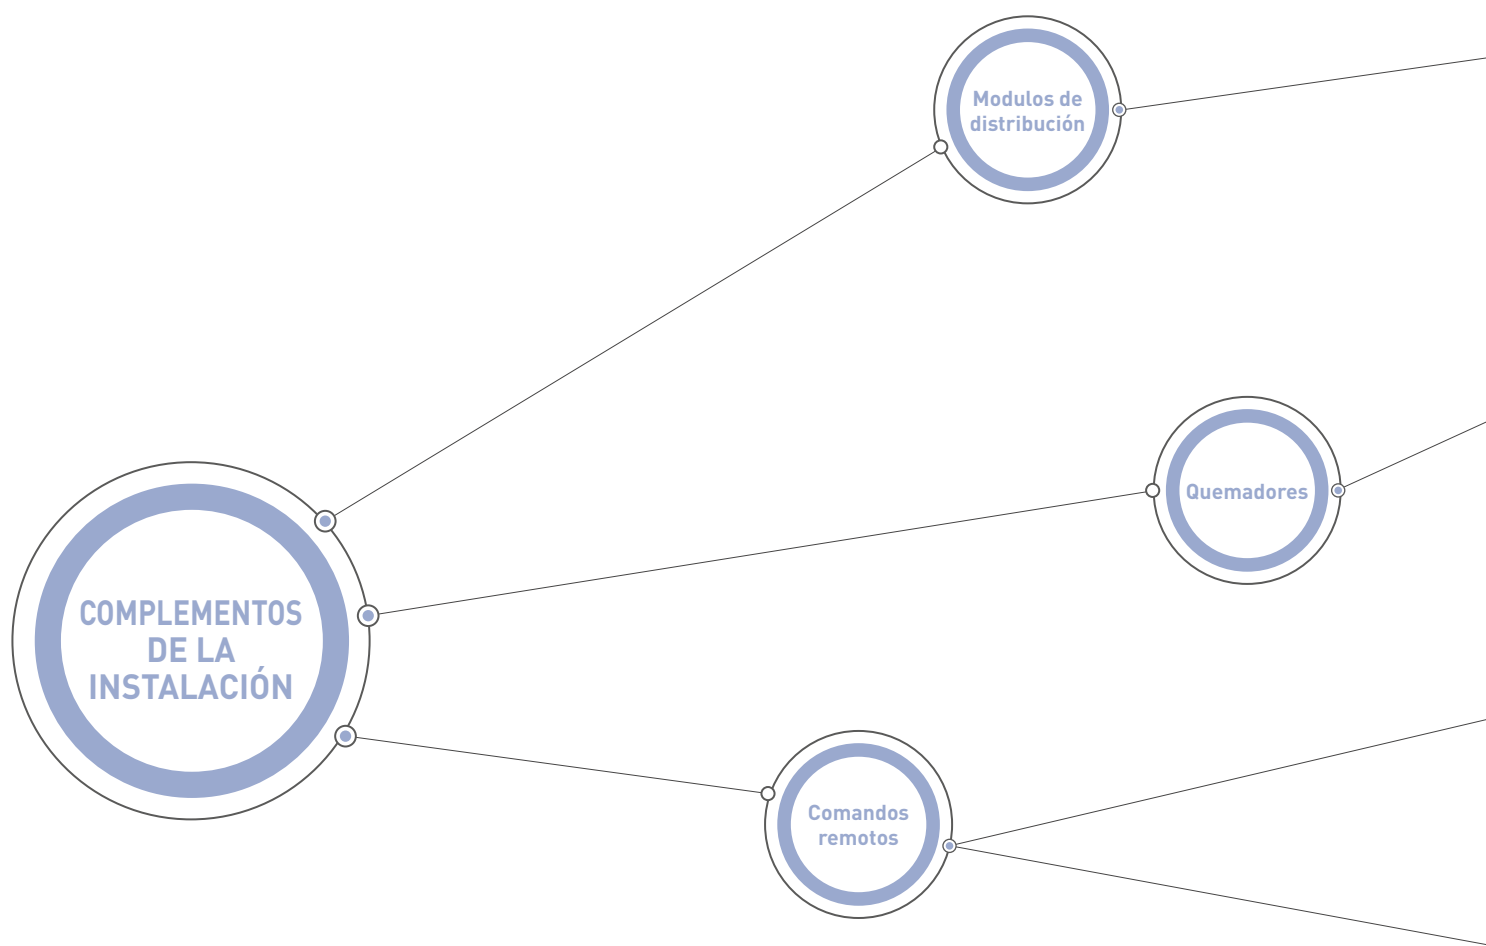 Modulos de
distribución
Quemadores
COMPLEMENTOS
DE LA
INSTALACIÓN
Comandos
remotos